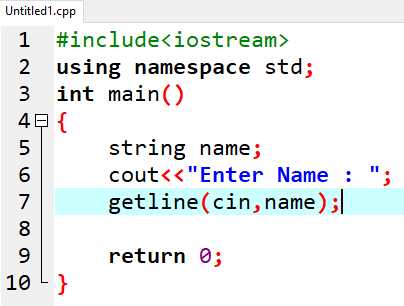 Untitled1.cpp
1 #include<iostream>
2 using namespace std;
3 int main()
4 {
5     string name;
6     cout<<"Enter Name : ";
7     getline(cin,name);
8
9     return 0;
10 }